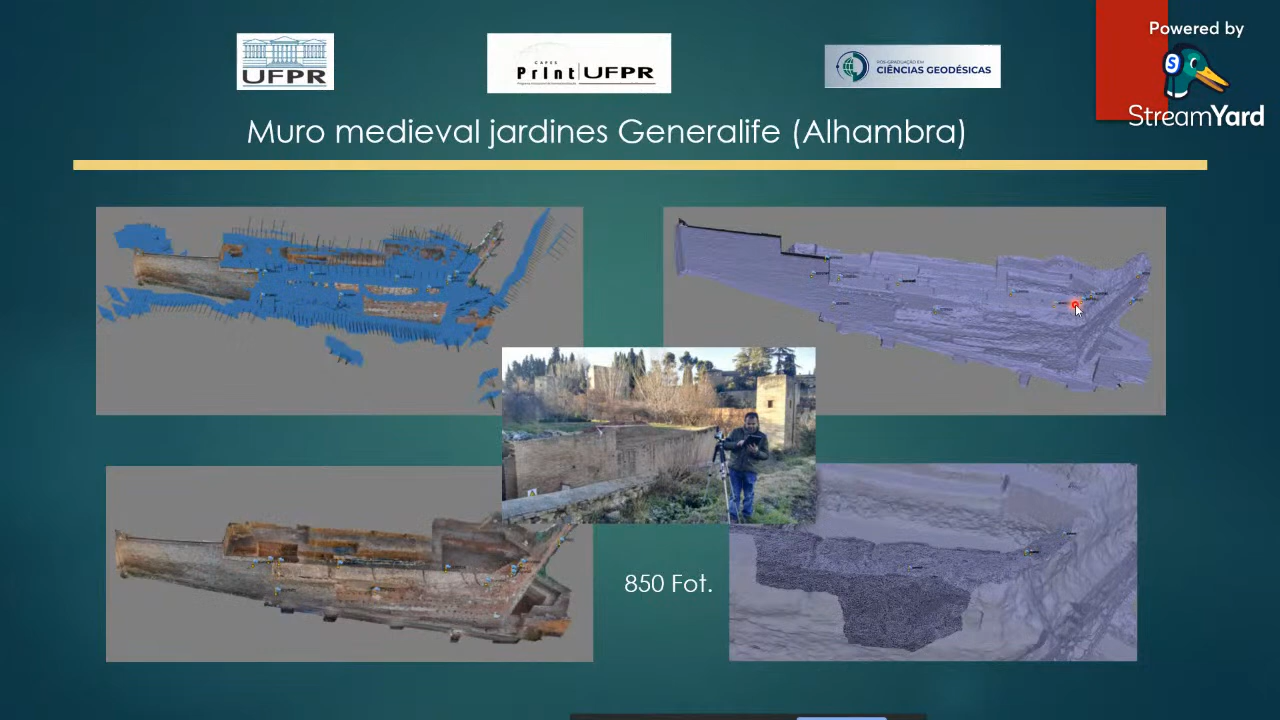 UFPR
CAPES
Print UFPR
PÓS-GRADUAÇÃO EM
CIÊNCIAS GEODÉSICAS
Powered by
S
StreamYard
Muro medieval jardines Generalife (Alhambra)
850 Fot.